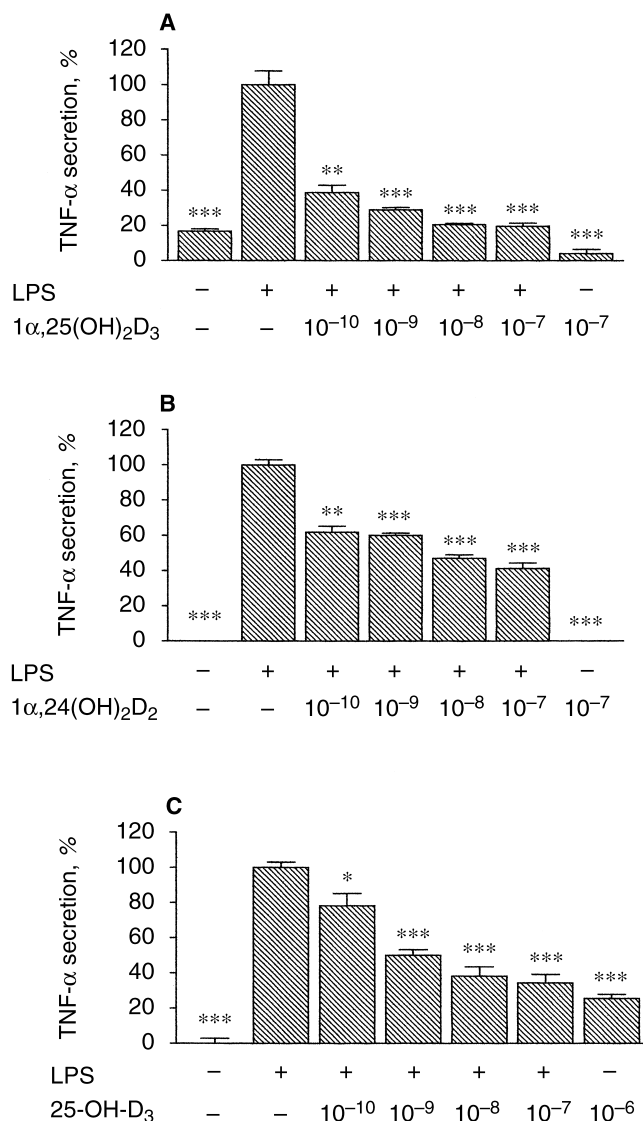 A
TNF-α secretion, %
120
100
80
60
40
20
0
*** ** *** *** *** ***
LPS – + + + + + –
1α,25(OH)₂D₃ – – 10⁻¹⁰ 10⁻⁹ 10⁻⁸ 10⁻⁷ 10⁻⁷
B
TNF-α secretion, %
120
100
80
60
40
20
0
*** ** *** *** *** ***
LPS – + + + + + –
1α,24(OH)₂D₂ – – 10⁻¹⁰ 10⁻⁹ 10⁻⁸ 10⁻⁷ 10⁻⁷
C
TNF-α secretion, %
120
100
80
60
40
20
0
*** * *** *** *** ***
LPS – + + + + + –
25-OH-D₃ – – 10⁻¹⁰ 10⁻⁹ 10⁻⁸ 10⁻⁷ 10⁻⁶